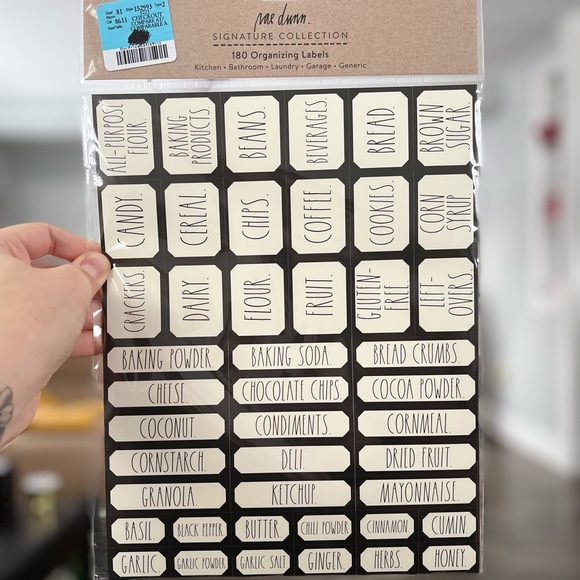 rae dunn.
SIGNATURE COLLECTION
180 Organizing Labels
Kitchen • Bathroom • Laundry • Garage • Generic
ALL-PURPOSE
FLOUR.
BAKING
PRODUCTS
BEANS.
BEVERAGES.
BREAD.
BROWN
SUGAR
CANDY
CEREAL.
CHIPS.
COFFEE.
COOKIES.
CORN
SYRUP
CRACKERS.
DAIRY.
FLOUR.
FRUIT.
GLUTEN-
FREE.
LEFT-
OVERS.
BAKING POWDER
BAKING SODA.
BREAD CRUMBS.
CHEESE.
CHOCOLATE CHIPS
COCOA POWDER.
COCONUT.
CONDIMENTS.
CORNMEAL.
CORNSTARCH.
DELI.
DRIED FRUIT.
GRANOLA.
KETCHUP.
MAYONNAISE.
BASIL.
BLACK PEPPER.
BUTTER
CHILI POWDER
CINNAMON
CUMIN
GARLIC
GARLIC POWDER
GARLIC SALT
GINGER.
HERBS.
HONEY.